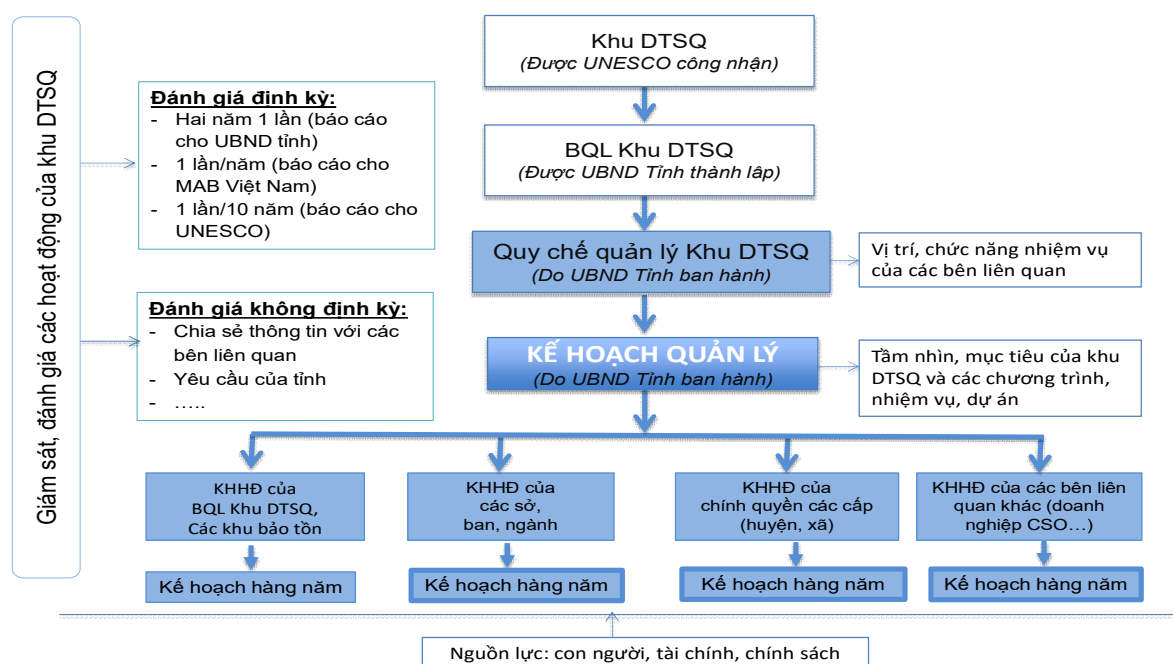 Giám sát, đánh giá các hoạt động của khu DTSQ
Đánh giá định kỳ:
- Hai năm 1 lần (báo cáo
cho UBND tỉnh)
- 1 lần/năm (báo cáo cho
MAB Việt Nam)
- 1 lần/10 năm (báo cáo cho
UNESCO)
Đánh giá không định kỳ:
- Chia sẻ thông tin với các
bên liên quan
- Yêu cầu của tỉnh
- …..
Khu DTSQ
(Được UNESCO công nhận)
BQL Khu DTSQ
(Được UBND Tỉnh thành lâp)
Quy chế quản lý Khu DTSQ
(Do UBND Tỉnh ban hành)
Vị trí, chức năng nhiệm vụ
của các bên liên quan
KẾ HOẠCH QUẢN LÝ
(Do UBND Tỉnh ban hành)
Tầm nhìn, mục tiêu của khu
DTSQ và các chương trình,
nhiệm vụ, dự án
KHHĐ của
BQL Khu DTSQ,
Các khu bảo tồn
KHHĐ của
các sở,
ban, ngành
KHHĐ của
chính quyền các cấp
(huyện, xã)
KHHĐ của các bên liên
quan khác (doanh
nghiệp CSO…)
Kế hoạch hàng năm
Kế hoạch hàng năm
Kế hoạch hàng năm
Kế hoạch hàng năm
Nguồn lực: con người, tài chính, chính sách